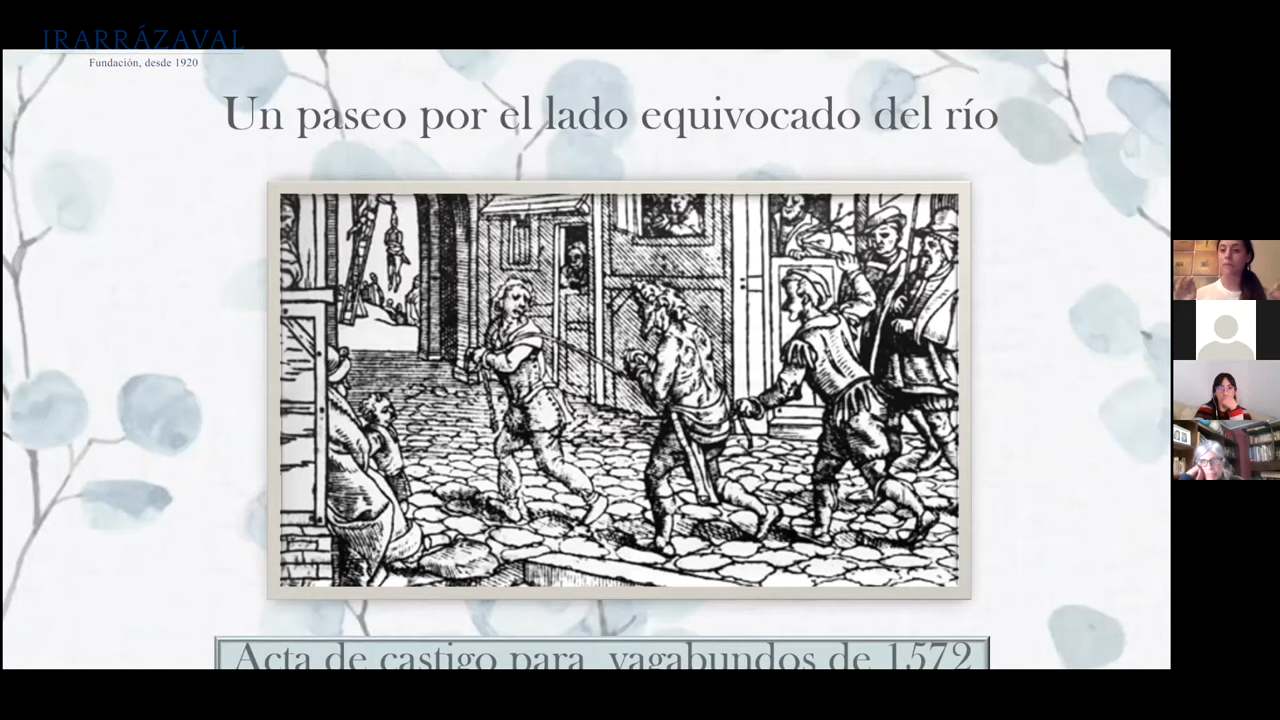 IRARRÁZAVAL
Fundación, desde 1920
Un paseo por el lado equivocado del río
Acta de castigo para vagabundos de 1572